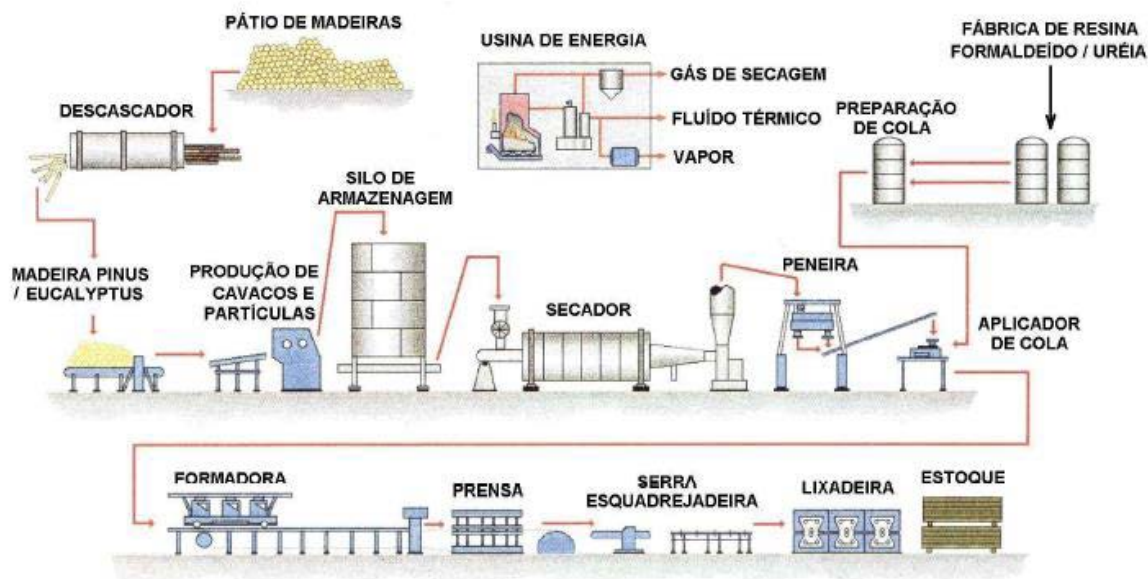 PÁTIO DE MADEIRAS
DESCASCADOR
USINA DE ENERGIA
GÁS DE SECAGEM
FLUÍDO TÉRMICO
VAPOR
FÁBRICA DE RESINA
FORMALDEÍDO / URÉIA
PREPARAÇÃO
DE COLA
SILO DE
ARMAZENAGEM
MADEIRA PINUS
/ EUCALYPTUS
PRODUÇÃO DE
CAVACOS E
PARTÍCULAS
SECADOR
PENEIRA
APLICADOR
DE COLA
FORMADORA
PRENSA
SERRA
ESQUADREJADEIRA
LIXADEIRA
ESTOQUE